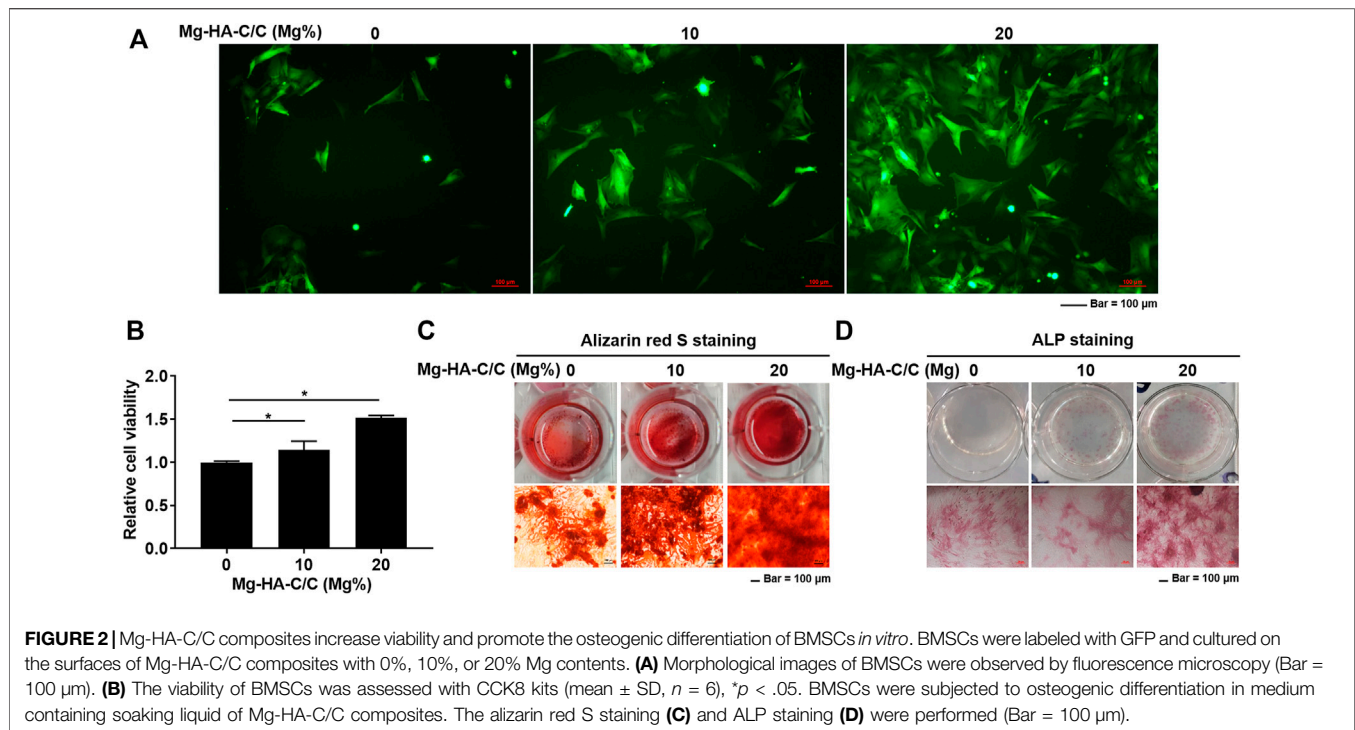 A
Mg-HA-C/C (Mg%) 0 10 20
100 μm 100 μm 100 μm
Bar = 100 μm
B
Relative cell viability
2.0
1.5
1.0
0.5
0.0
*
*
0 10 20
Mg-HA-C/C (Mg%)
C
Alizarin red S staining
Mg-HA-C/C (Mg%) 0 10 20
Bar = 100 μm
D
ALP staining
Mg-HA-C/C (Mg) 0 10 20
Bar = 100 μm
FIGURE 2 | Mg-HA-C/C composites increase viability and promote the osteogenic differentiation of BMSCs in vitro. BMSCs were labeled with GFP and cultured on
the surfaces of Mg-HA-C/C composites with 0%, 10%, or 20% Mg contents. (A) Morphological images of BMSCs were observed by fluorescence microscopy (Bar =
100 μm). (B) The viability of BMSCs was assessed with CCK8 kits (mean ± SD, n = 6), *p < .05. BMSCs were subjected to osteogenic differentiation in medium
containing soaking liquid of Mg-HA-C/C composites. The alizarin red S staining (C) and ALP staining (D) were performed (Bar = 100 μm).